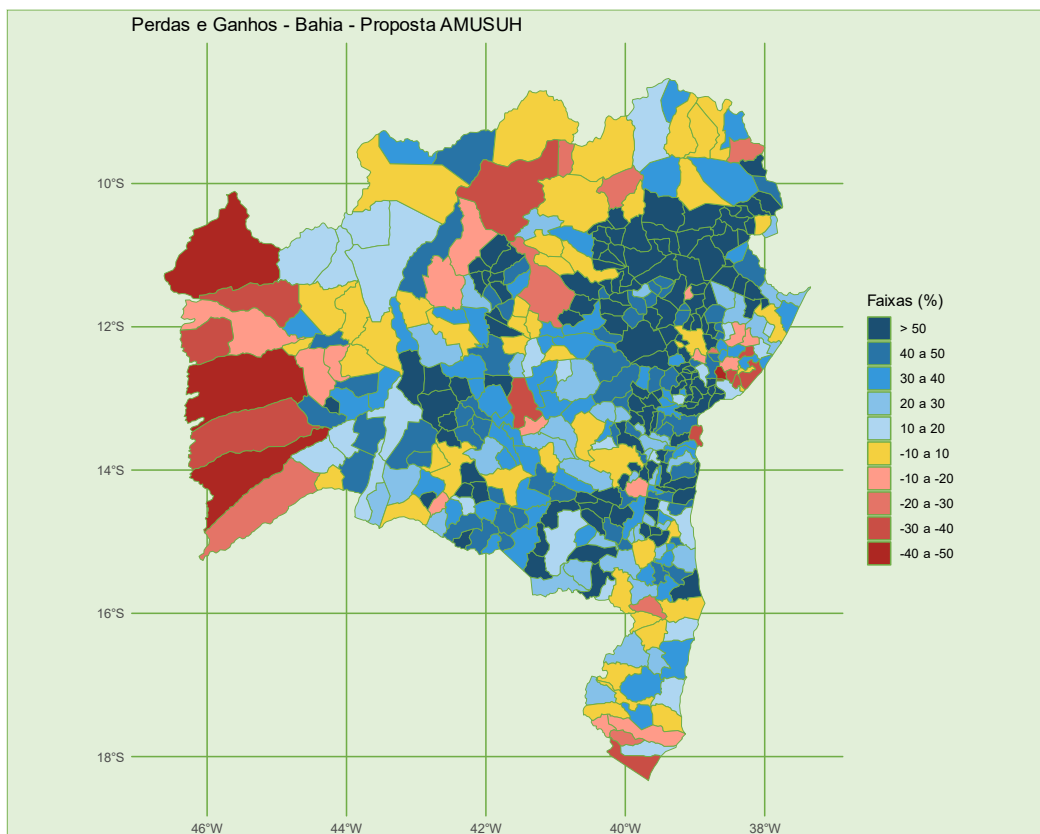 Perdas e Ganhos - Bahia - Proposta AMUSUH
10°S
12°S
14°S
16°S
18°S
46°W
44°W
42°W
40°W
38°W
Faixas (%)
> 50
40 a 50
30 a 40
20 a 30
10 a 20
-10 a 10
-10 a -20
-20 a -30
-30 a -40
-40 a -50